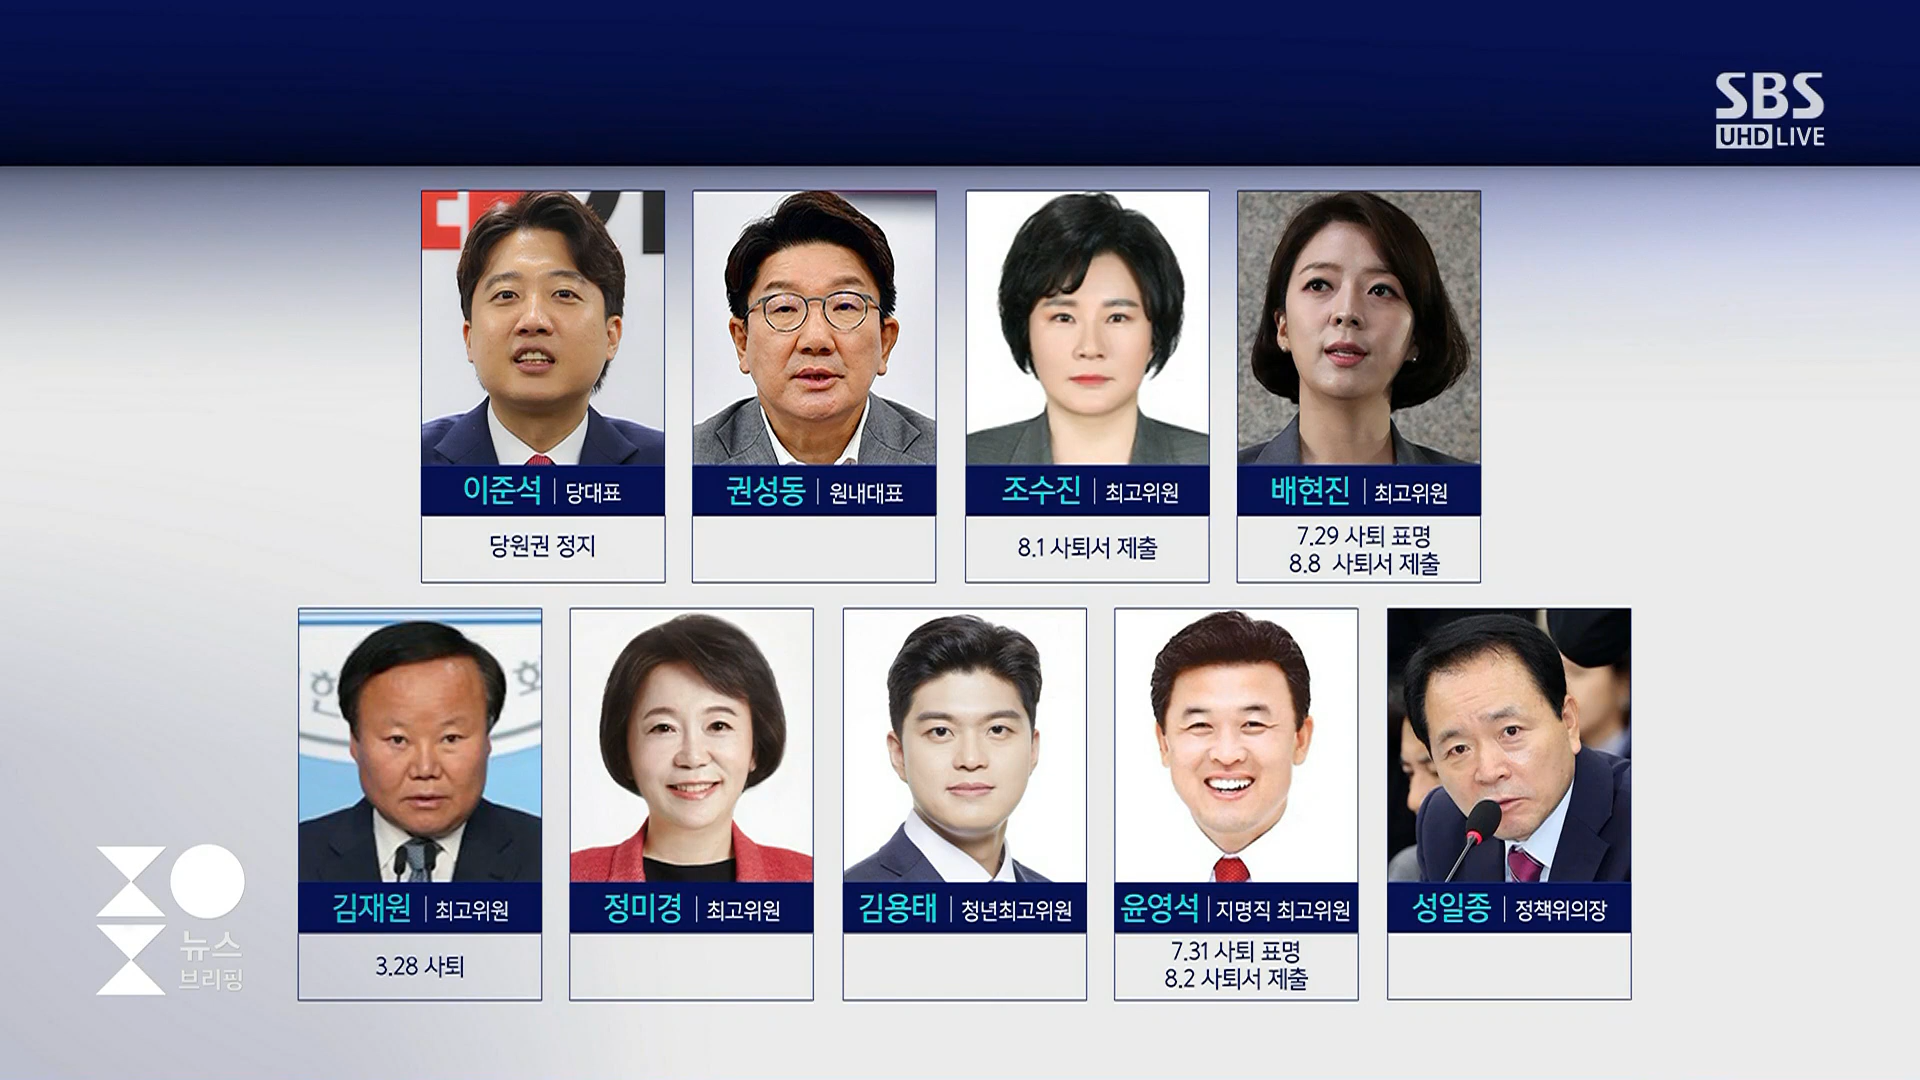 SBS
UHD LIVE
이준석 당대표
당원권 정지
권성동 원내대표
조수진 최고위원
8.1 사퇴서 제출
배현진 최고위원
7.29 사퇴 표명
8.8 사퇴서 제출
김재원 최고위원
3.28 사퇴
정미경 최고위원
김용태 청년최고위원
윤영석 지명직 최고위원
7.31 사퇴 표명
8.2 사퇴서 제출
성일종 정책위의장
뉴스
브리핑